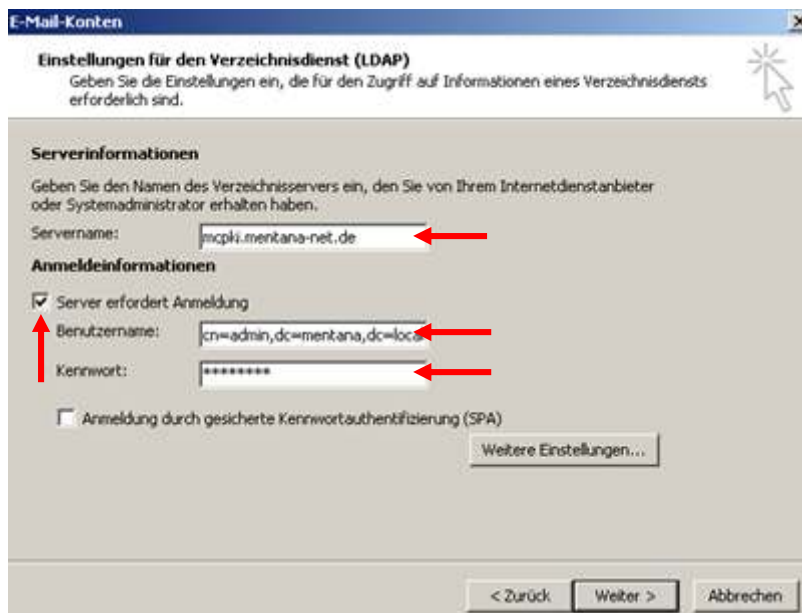 E-Mail-Konten
Einstellungen für den Verzeichnisdienst (LDAP)
Geben Sie die Einstellungen ein, die für den Zugriff auf Informationen eines Verzeichnisdiensts
erforderlich sind.
Serverinformationen
Geben Sie den Namen des Verzeichnisservers ein, den Sie von Ihrem Internetdienstanbieter
oder Systemadministrator erhalten haben.
Servername: mcpki.mentana-net.de
Anmeldeinformationen
Server erfordert Anmeldung
Benutzername: cn=admin,dc=mentana,dc=loca
Kennwort: ********
Anmeldung durch gesicherte Kennwortauthentifizierung (SPA)
Weitere Einstellungen...
< Zurück Weiter > Abbrechen